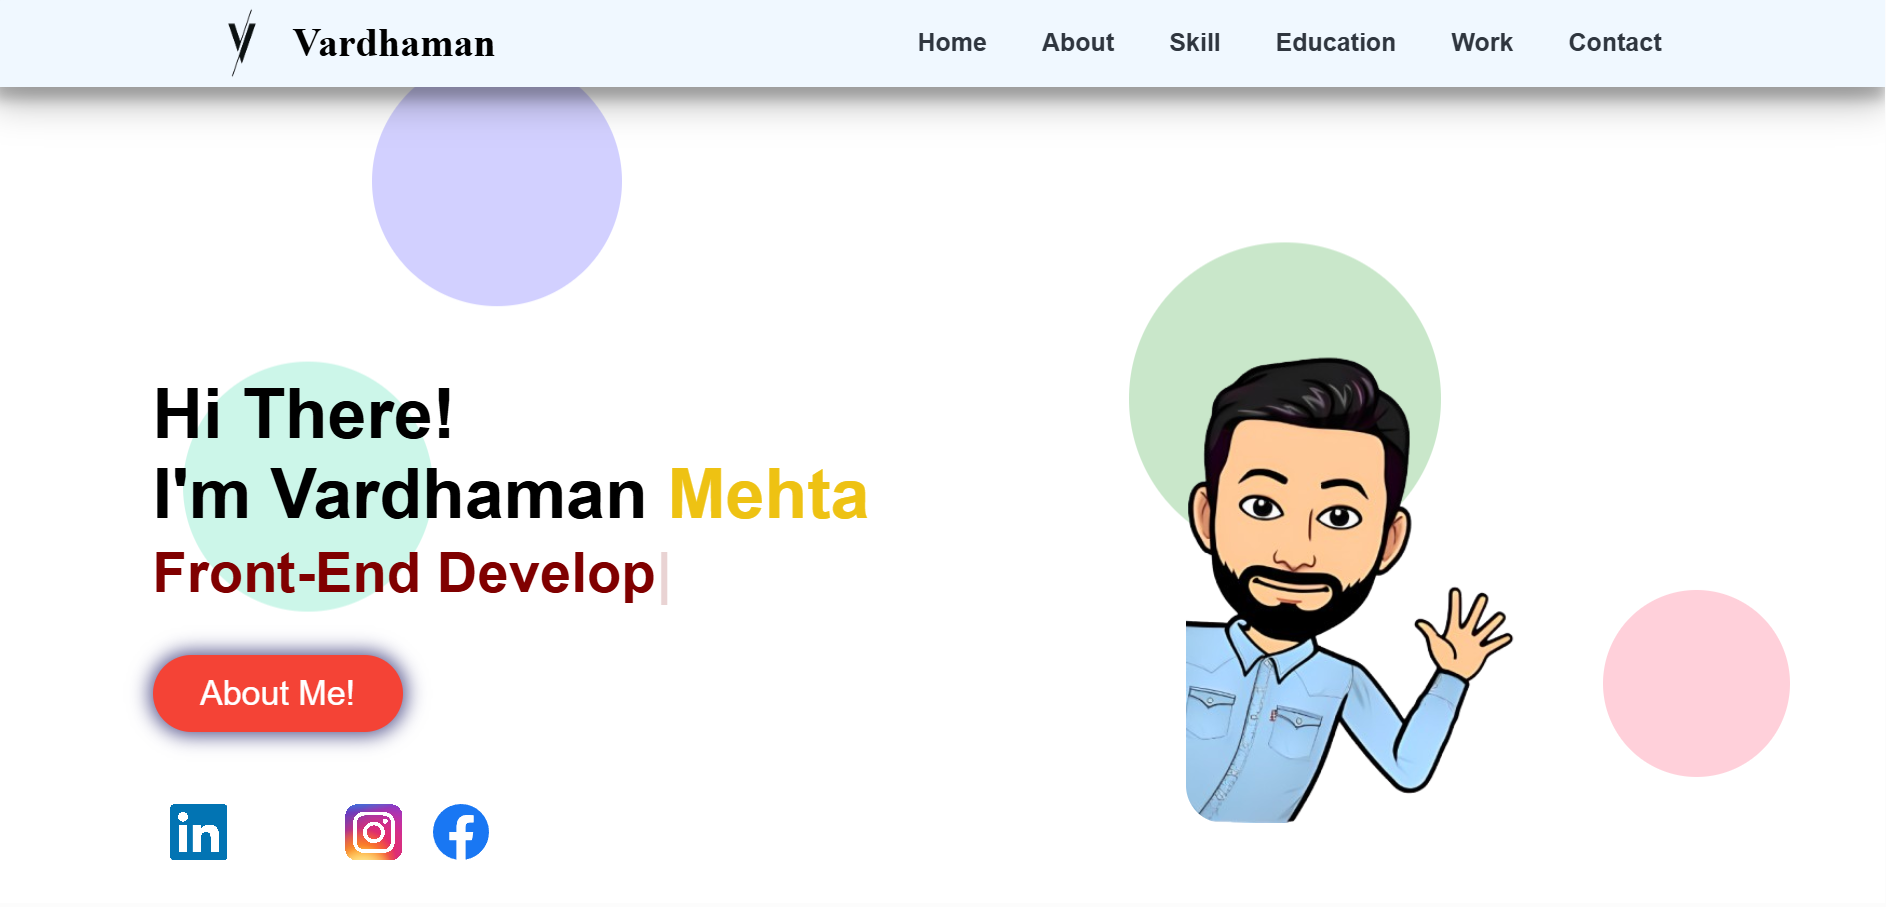 Vardhaman
Home About Skill Education Work Contact
Hi There!
I'm Vardhaman Mehta
Front-End Develop|
About Me!
in